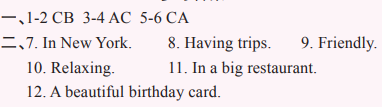 一、1-2 CB 3-4 AC 5-6 CA
二、7. In New York. 8. Having trips. 9. Friendly.
10. Relaxing. 11. In a big restaurant.
12. A beautiful birthday card.